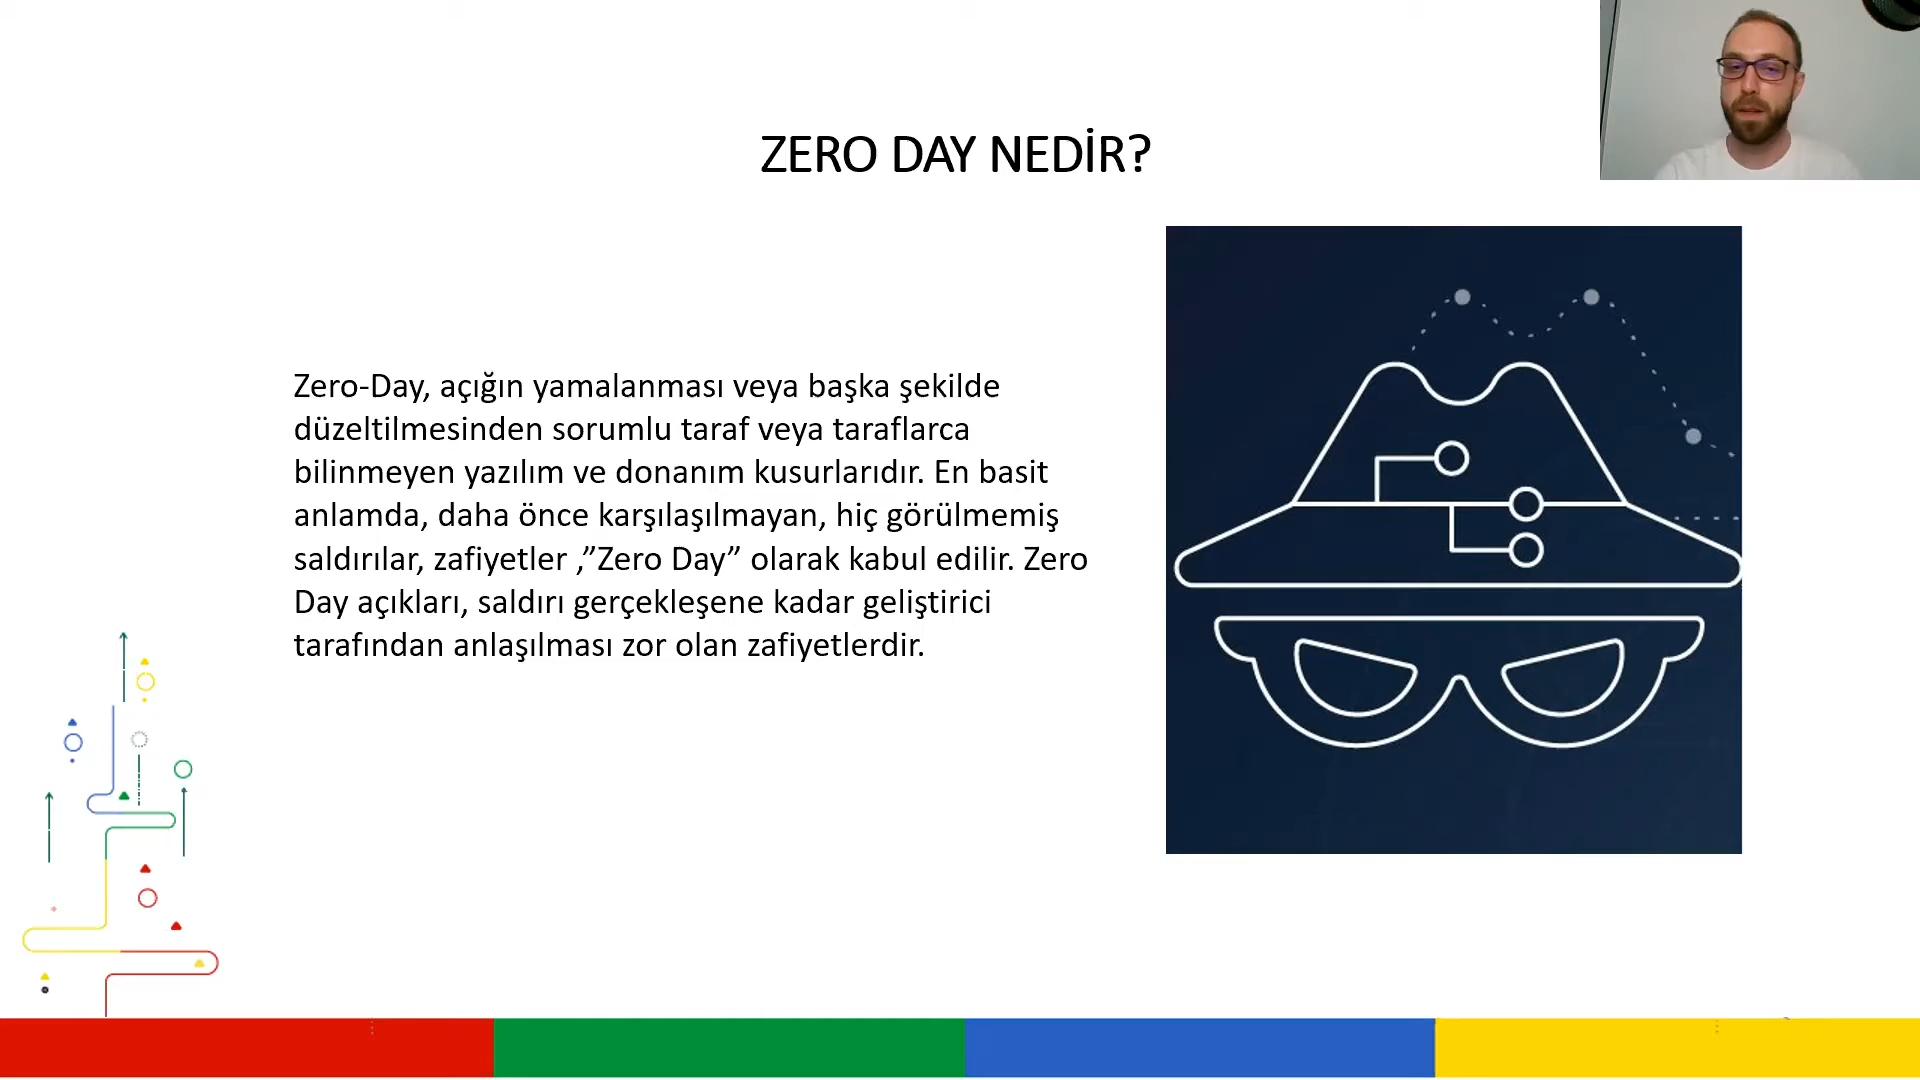 ZERO DAY NEDİR?
Zero-Day, açığın yamalanması veya başka şekilde
düzeltilmesinden sorumlu taraf veya taraflarca
bilinmeyen yazılım ve donanım kusurlarıdır. En basit
anlamda, daha önce karşılaşılmayan, hiç görülmemiş
saldırılar, zafiyetler ,”Zero Day” olarak kabul edilir. Zero
Day açıkları, saldırı gerçekleşene kadar geliştirici
tarafından anlaşılması zor olan zafiyetlerdir.